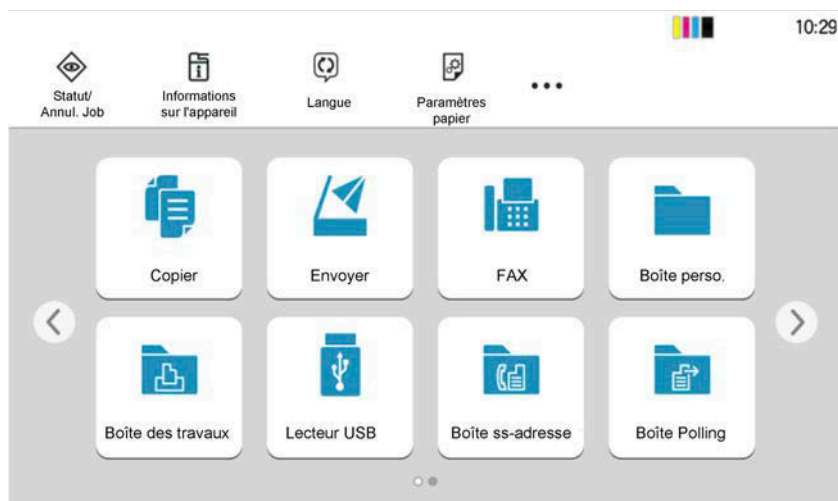 10:29
Statut/
Annul. Job
Informations
sur l'appareil
Langue
Paramètres
papier
Copier
Envoyer
FAX
Boîte perso.
Boîte des travaux
Lecteur USB
Boîte ss-adresse
Boîte Polling